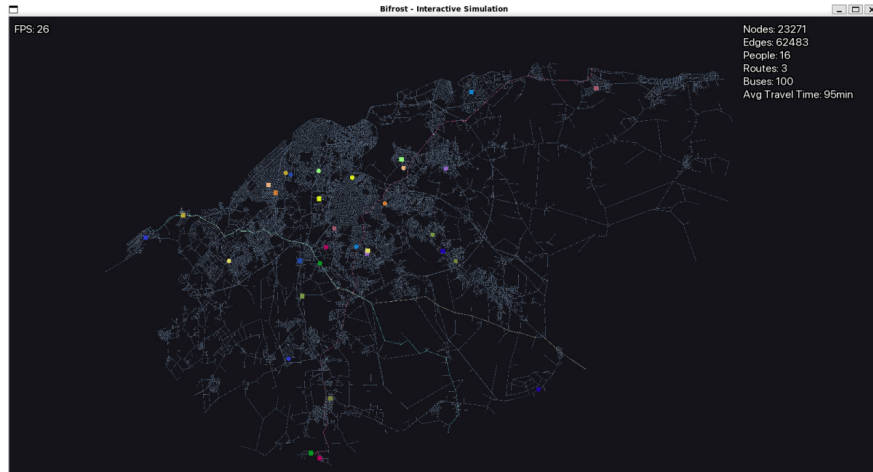 Bifrost - Interactive Simulation
FPS: 26
Nodes: 23271
Edges: 62483
People: 16
Routes: 3
Buses: 100
Avg Travel Time: 95min